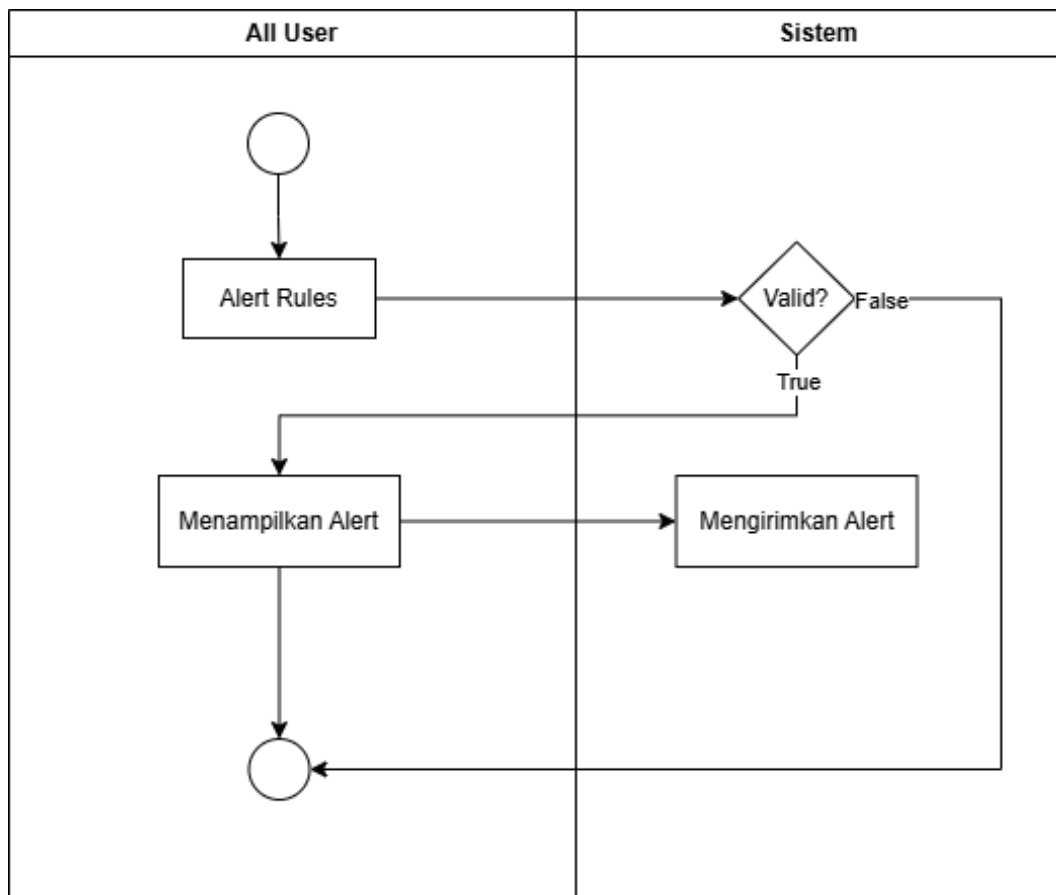 All User
Sistem
Alert Rules
Valid?
False
True
Menampilkan Alert
Mengirimkan Alert